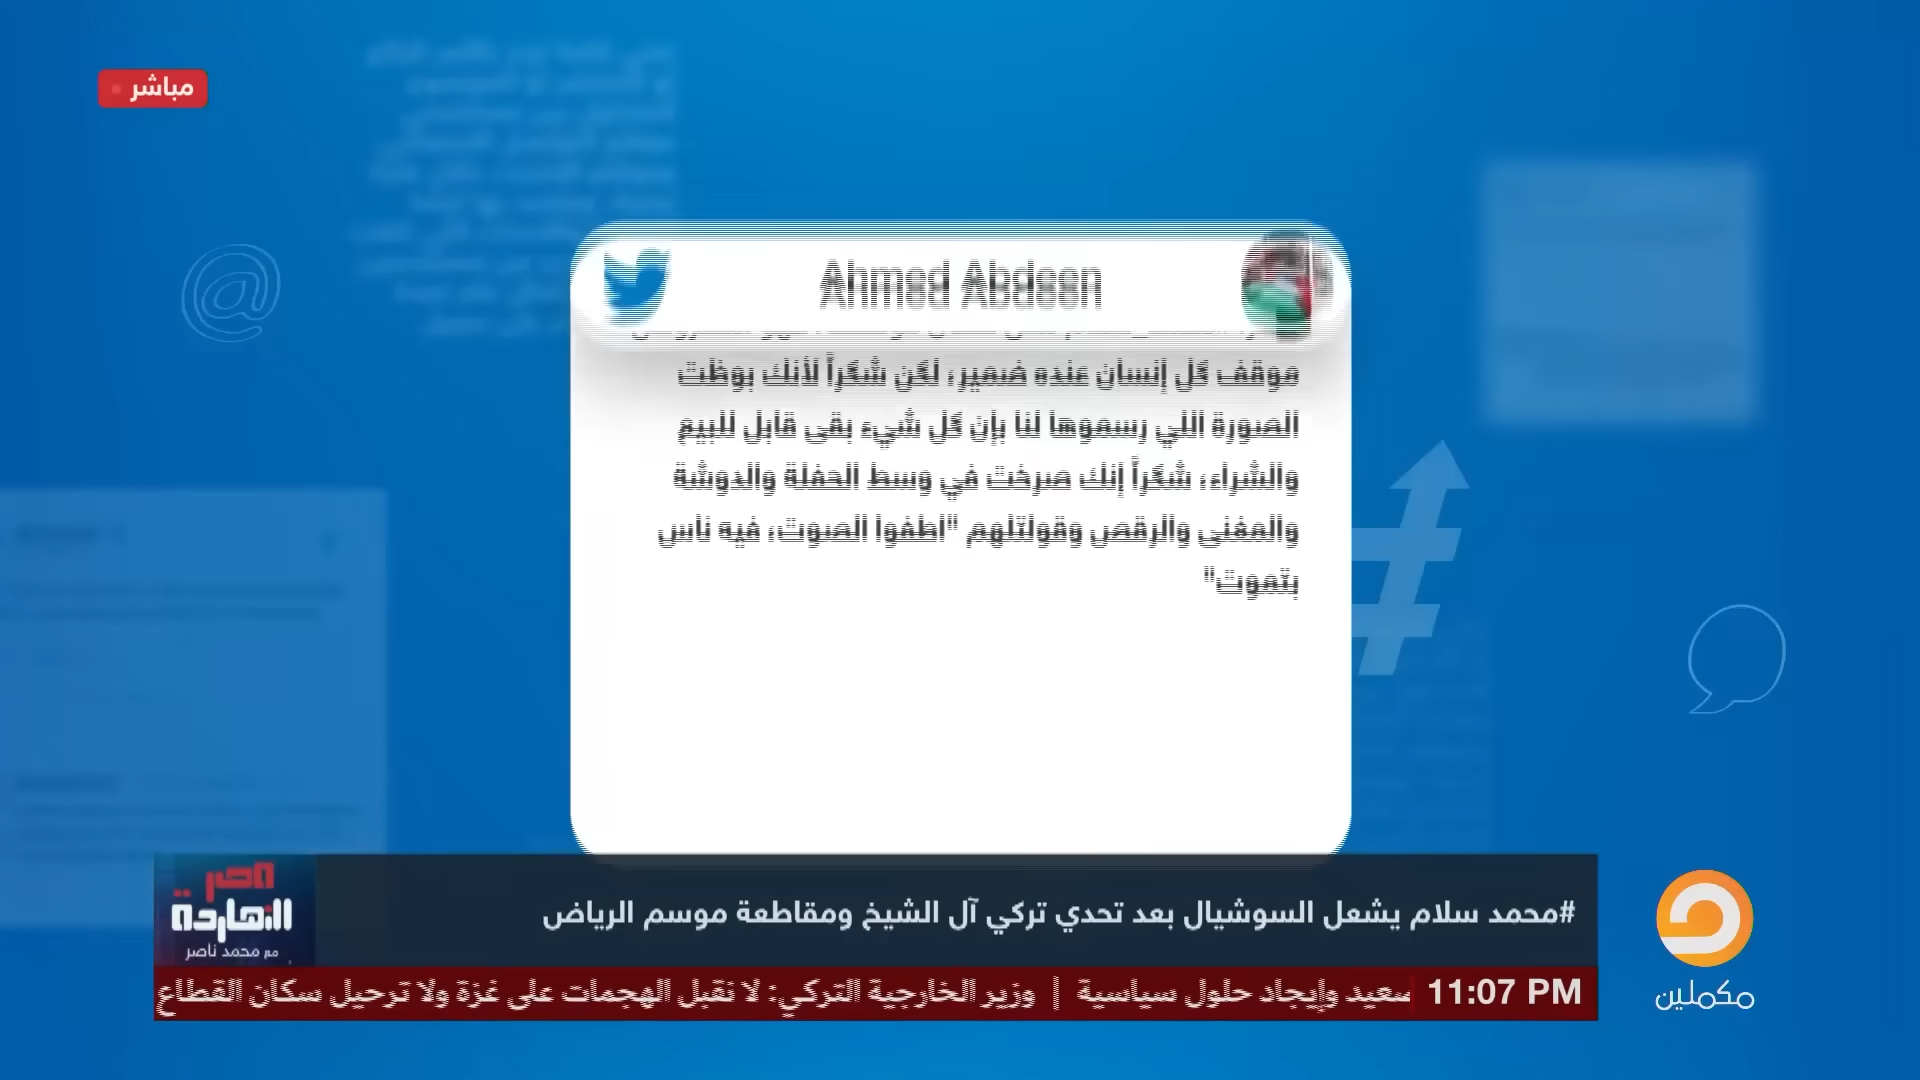 مباشر
Ahmed Abdeen
موقف كل إنسان عنده ضمير، لكن شكراً لأنك بوظت
الصورة اللي رسموها لنا بإن كل شيء بقى قابل للبيع
والشراء، شكراً إنك صرخت في وسط الحفلة والدوشة
والمغنى والرقص وقولتلهم "اطفوا الصوت، فيه ناس
بتموت"
مصر
النهاردة
مع محمد ناصر
#محمد سلام يشعل السوشيال بعد تحدي تركي آل الشيخ ومقاطعة موسم الرياض
11:07 PM
سعيد وإيجاد حلول سياسية | وزير الخارجية التركي: لا نقبل الهجمات على غزة ولا ترحيل سكان القطاع
مكملين